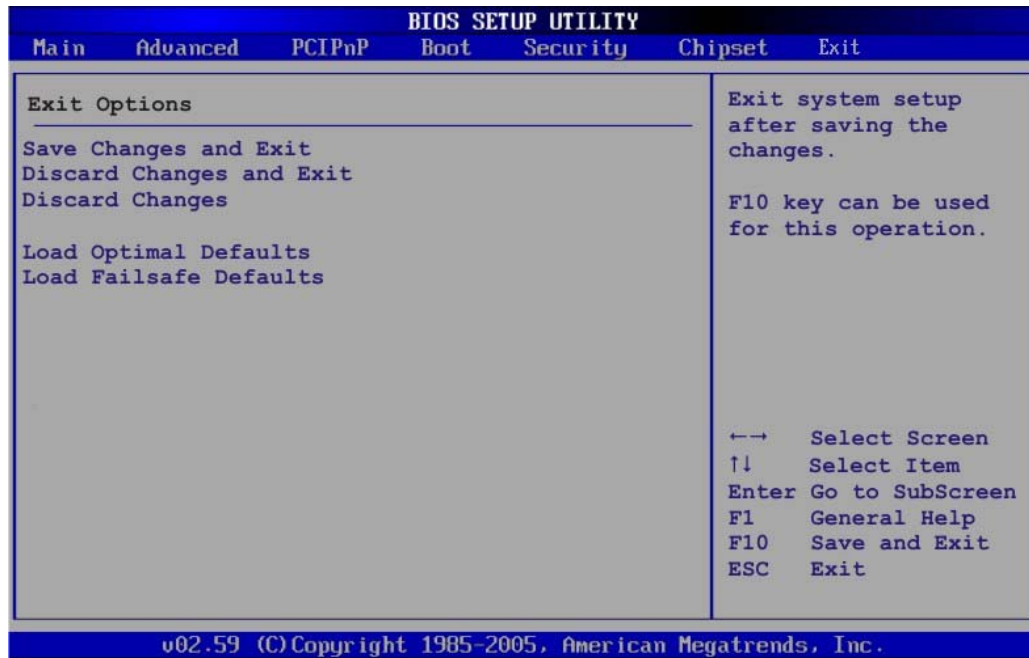 BIOS SETUP UTILITY
Main Advanced PCIPnP Boot Security Chipset Exit
Exit Options
Save Changes and Exit
Discard Changes and Exit
Discard Changes
Load Optimal Defaults
Load Failsafe Defaults
Exit system setup
after saving the
changes.
F10 key can be used
for this operation.
←→ Select Screen
↑↓ Select Item
Enter Go to SubScreen
F1 General Help
F10 Save and Exit
ESC Exit
v02.59 (C)Copyright 1985-2005, American Megatrends, Inc.